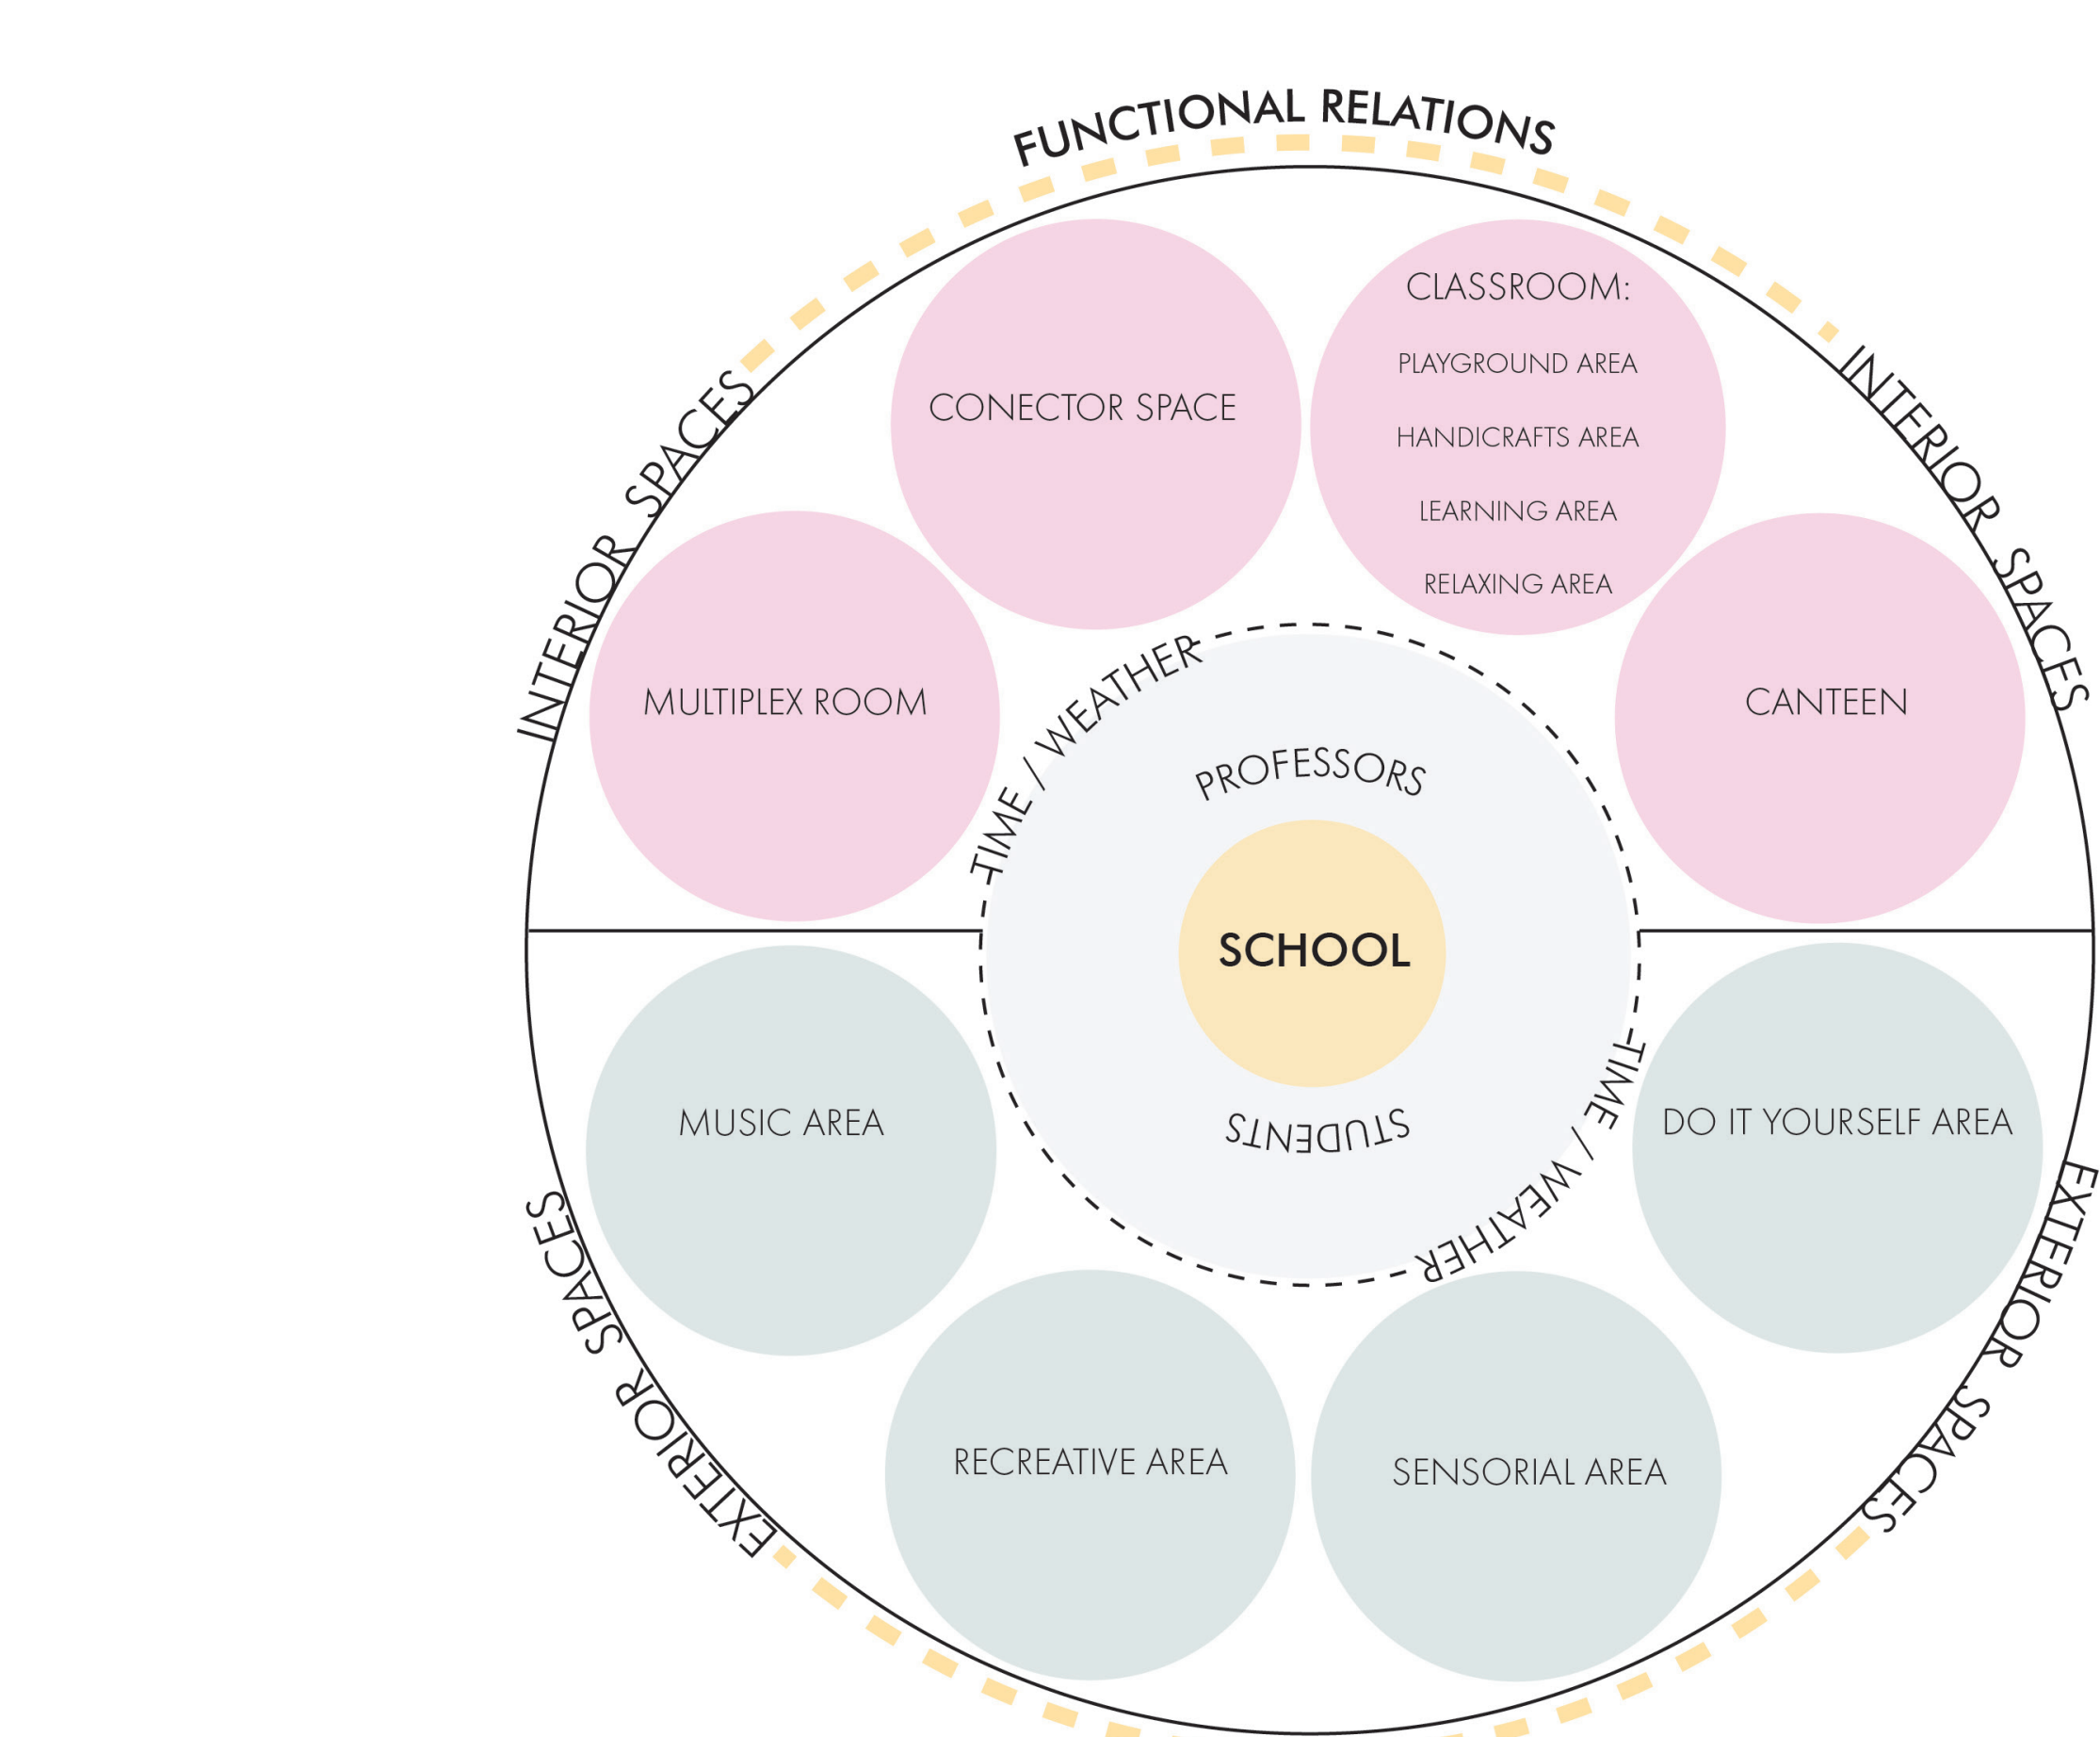 FUNCTIONAL RELATIONS
INTERIOR SPACES
INTERIOR SPACES
CONECTOR SPACE
CLASSROOM:
PLAYGROUND AREA
HANDICRAFTS AREA
LEARNING AREA
RELAXING AREA
MULTIPLEX ROOM
CANTEEN
TIME / WEATHER
PROFESSORS
SCHOOL
STUDENTS
TIME / WEATHER
MUSIC AREA
DO IT YOURSELF AREA
RECREATIVE AREA
SENSORIAL AREA
EXTERIOR SPACES
EXTERIOR SPACES